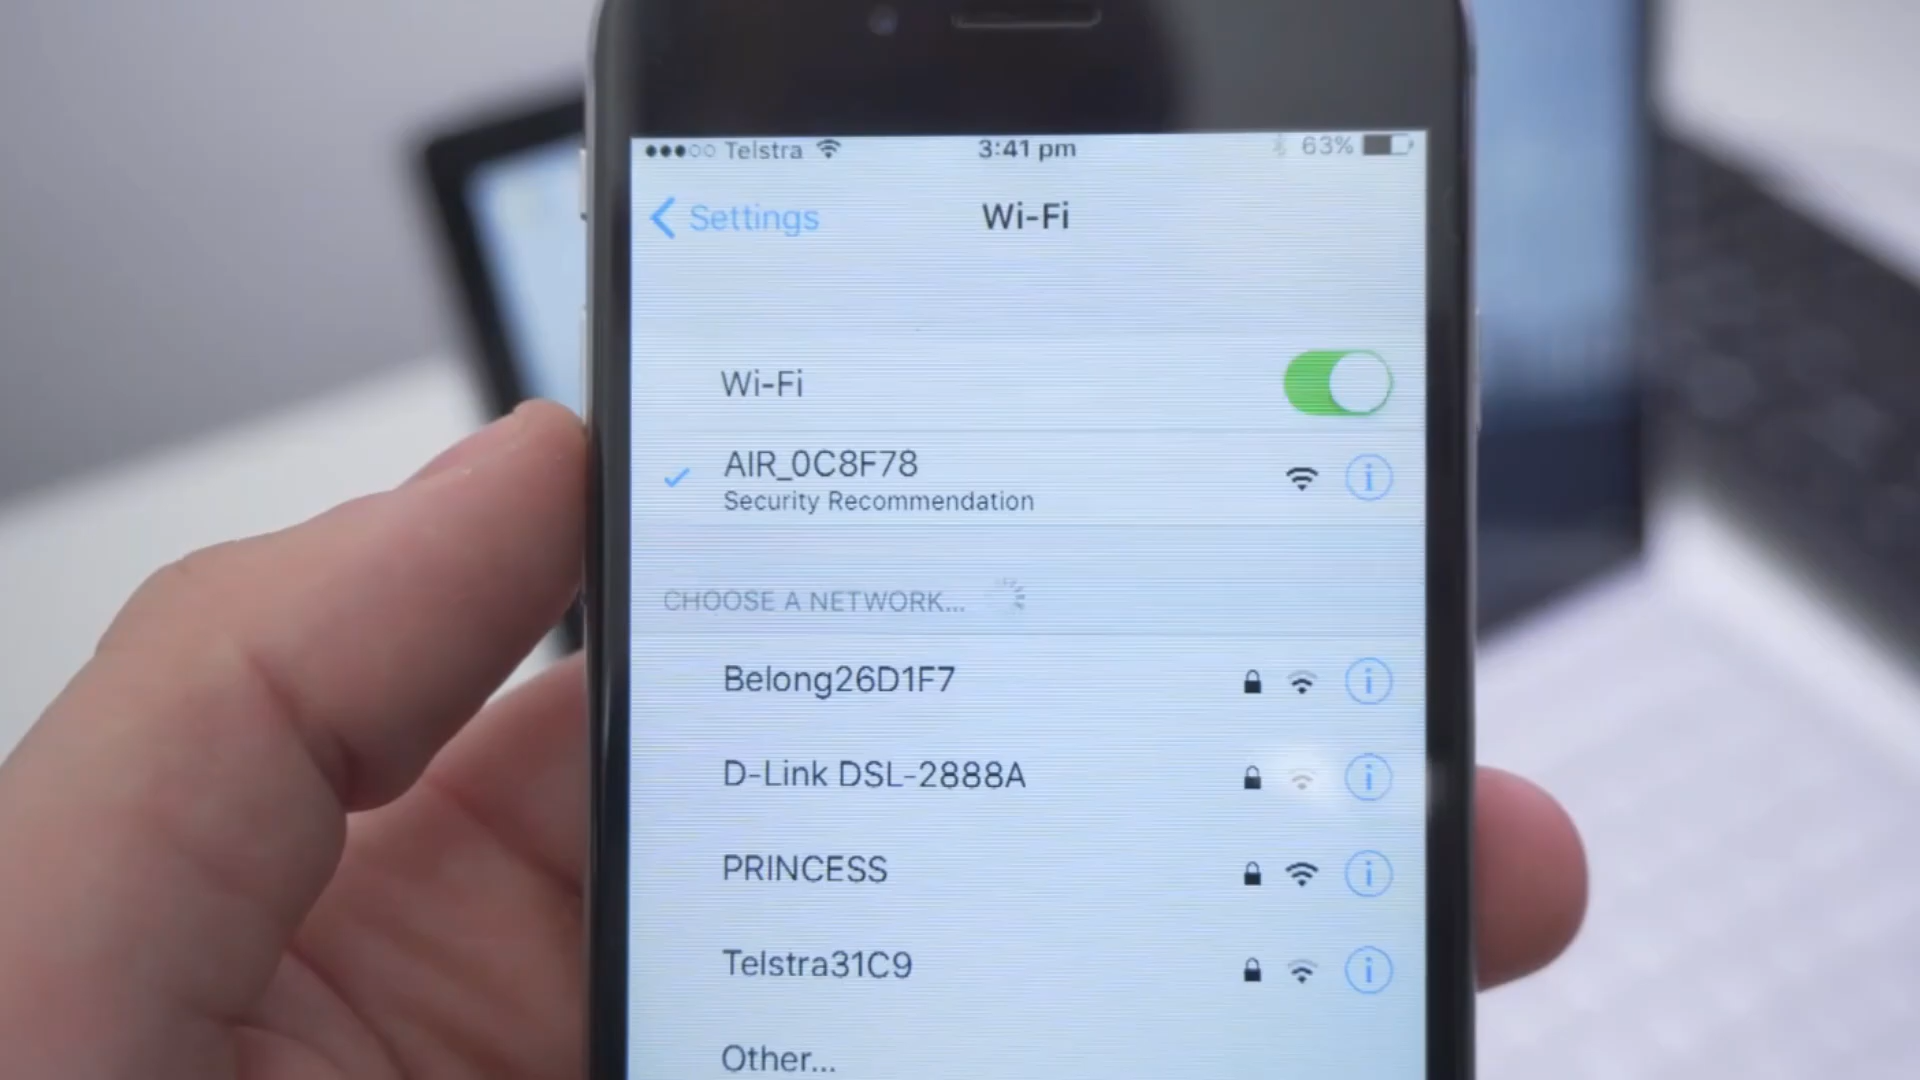 Telstra 3:41 pm 63%
Settings Wi-Fi
Wi-Fi
AIR_0C8F78
Security Recommendation
CHOOSE A NETWORK...
Belong26D1F7
D-Link DSL-2888A
PRINCESS
Telstra31C9
Other...